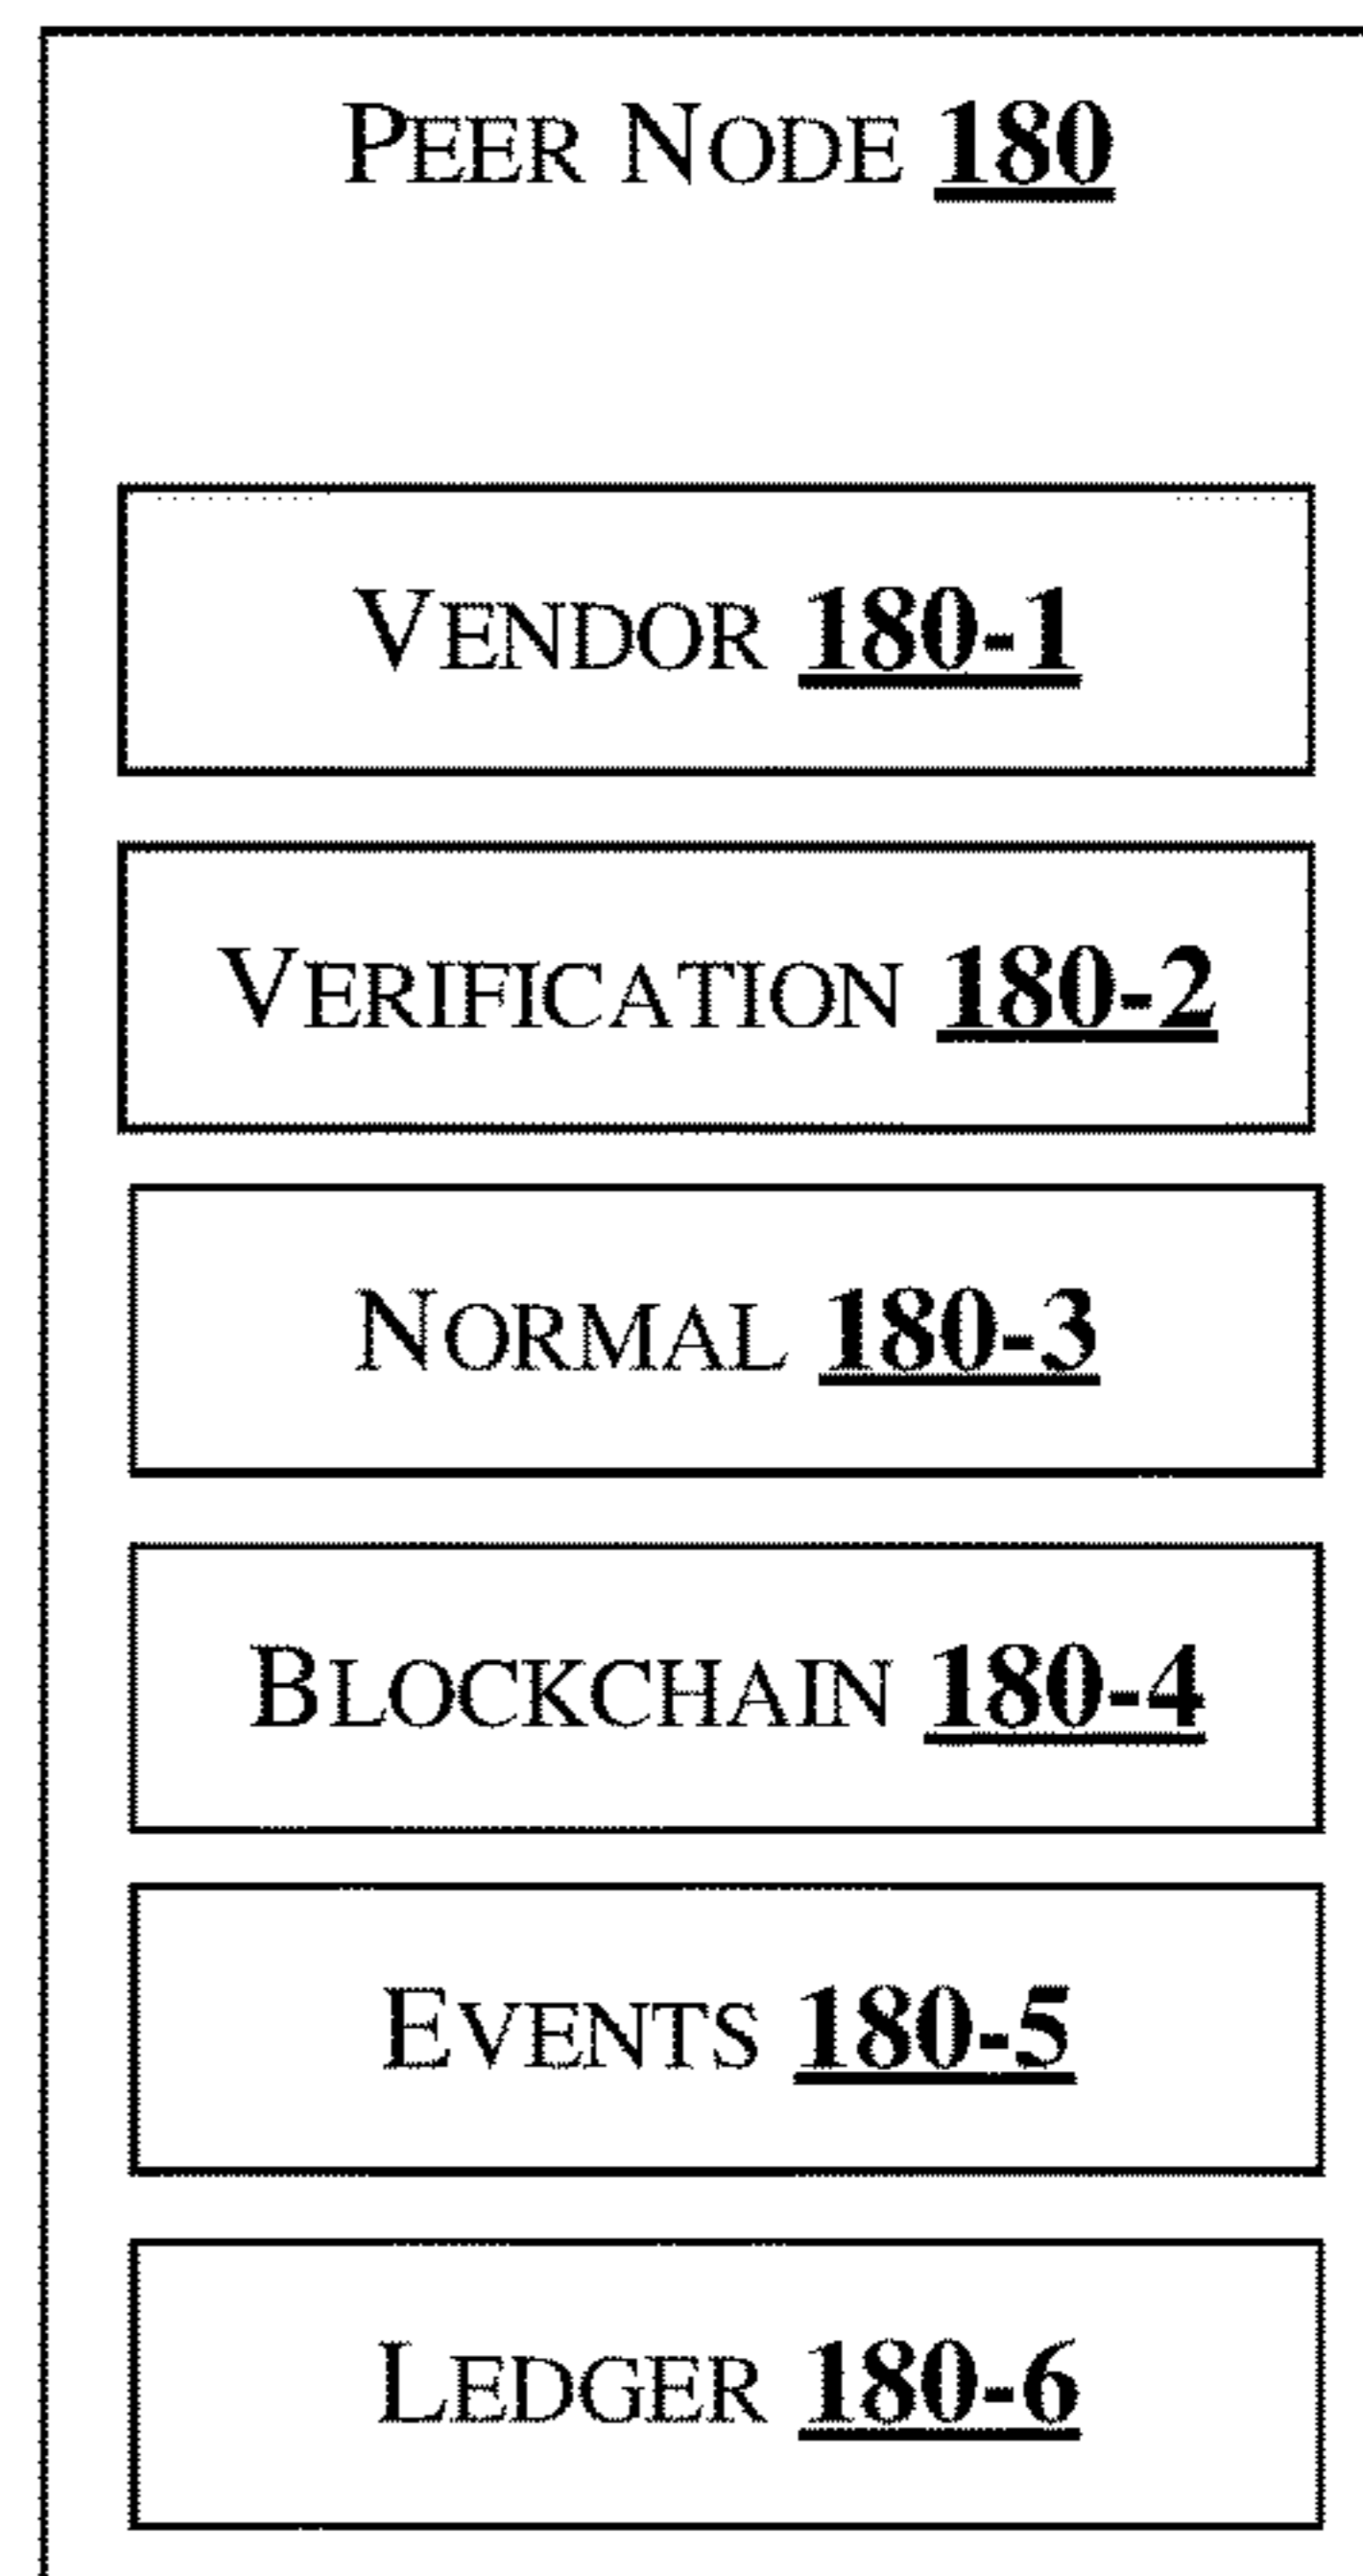 PEER NODE 180
VENDOR 180-1
VERIFICATION 180-2
NORMAL 180-3
BLOCKCHAIN 180-4
EVENTS 180-5
LEDGER 180-6